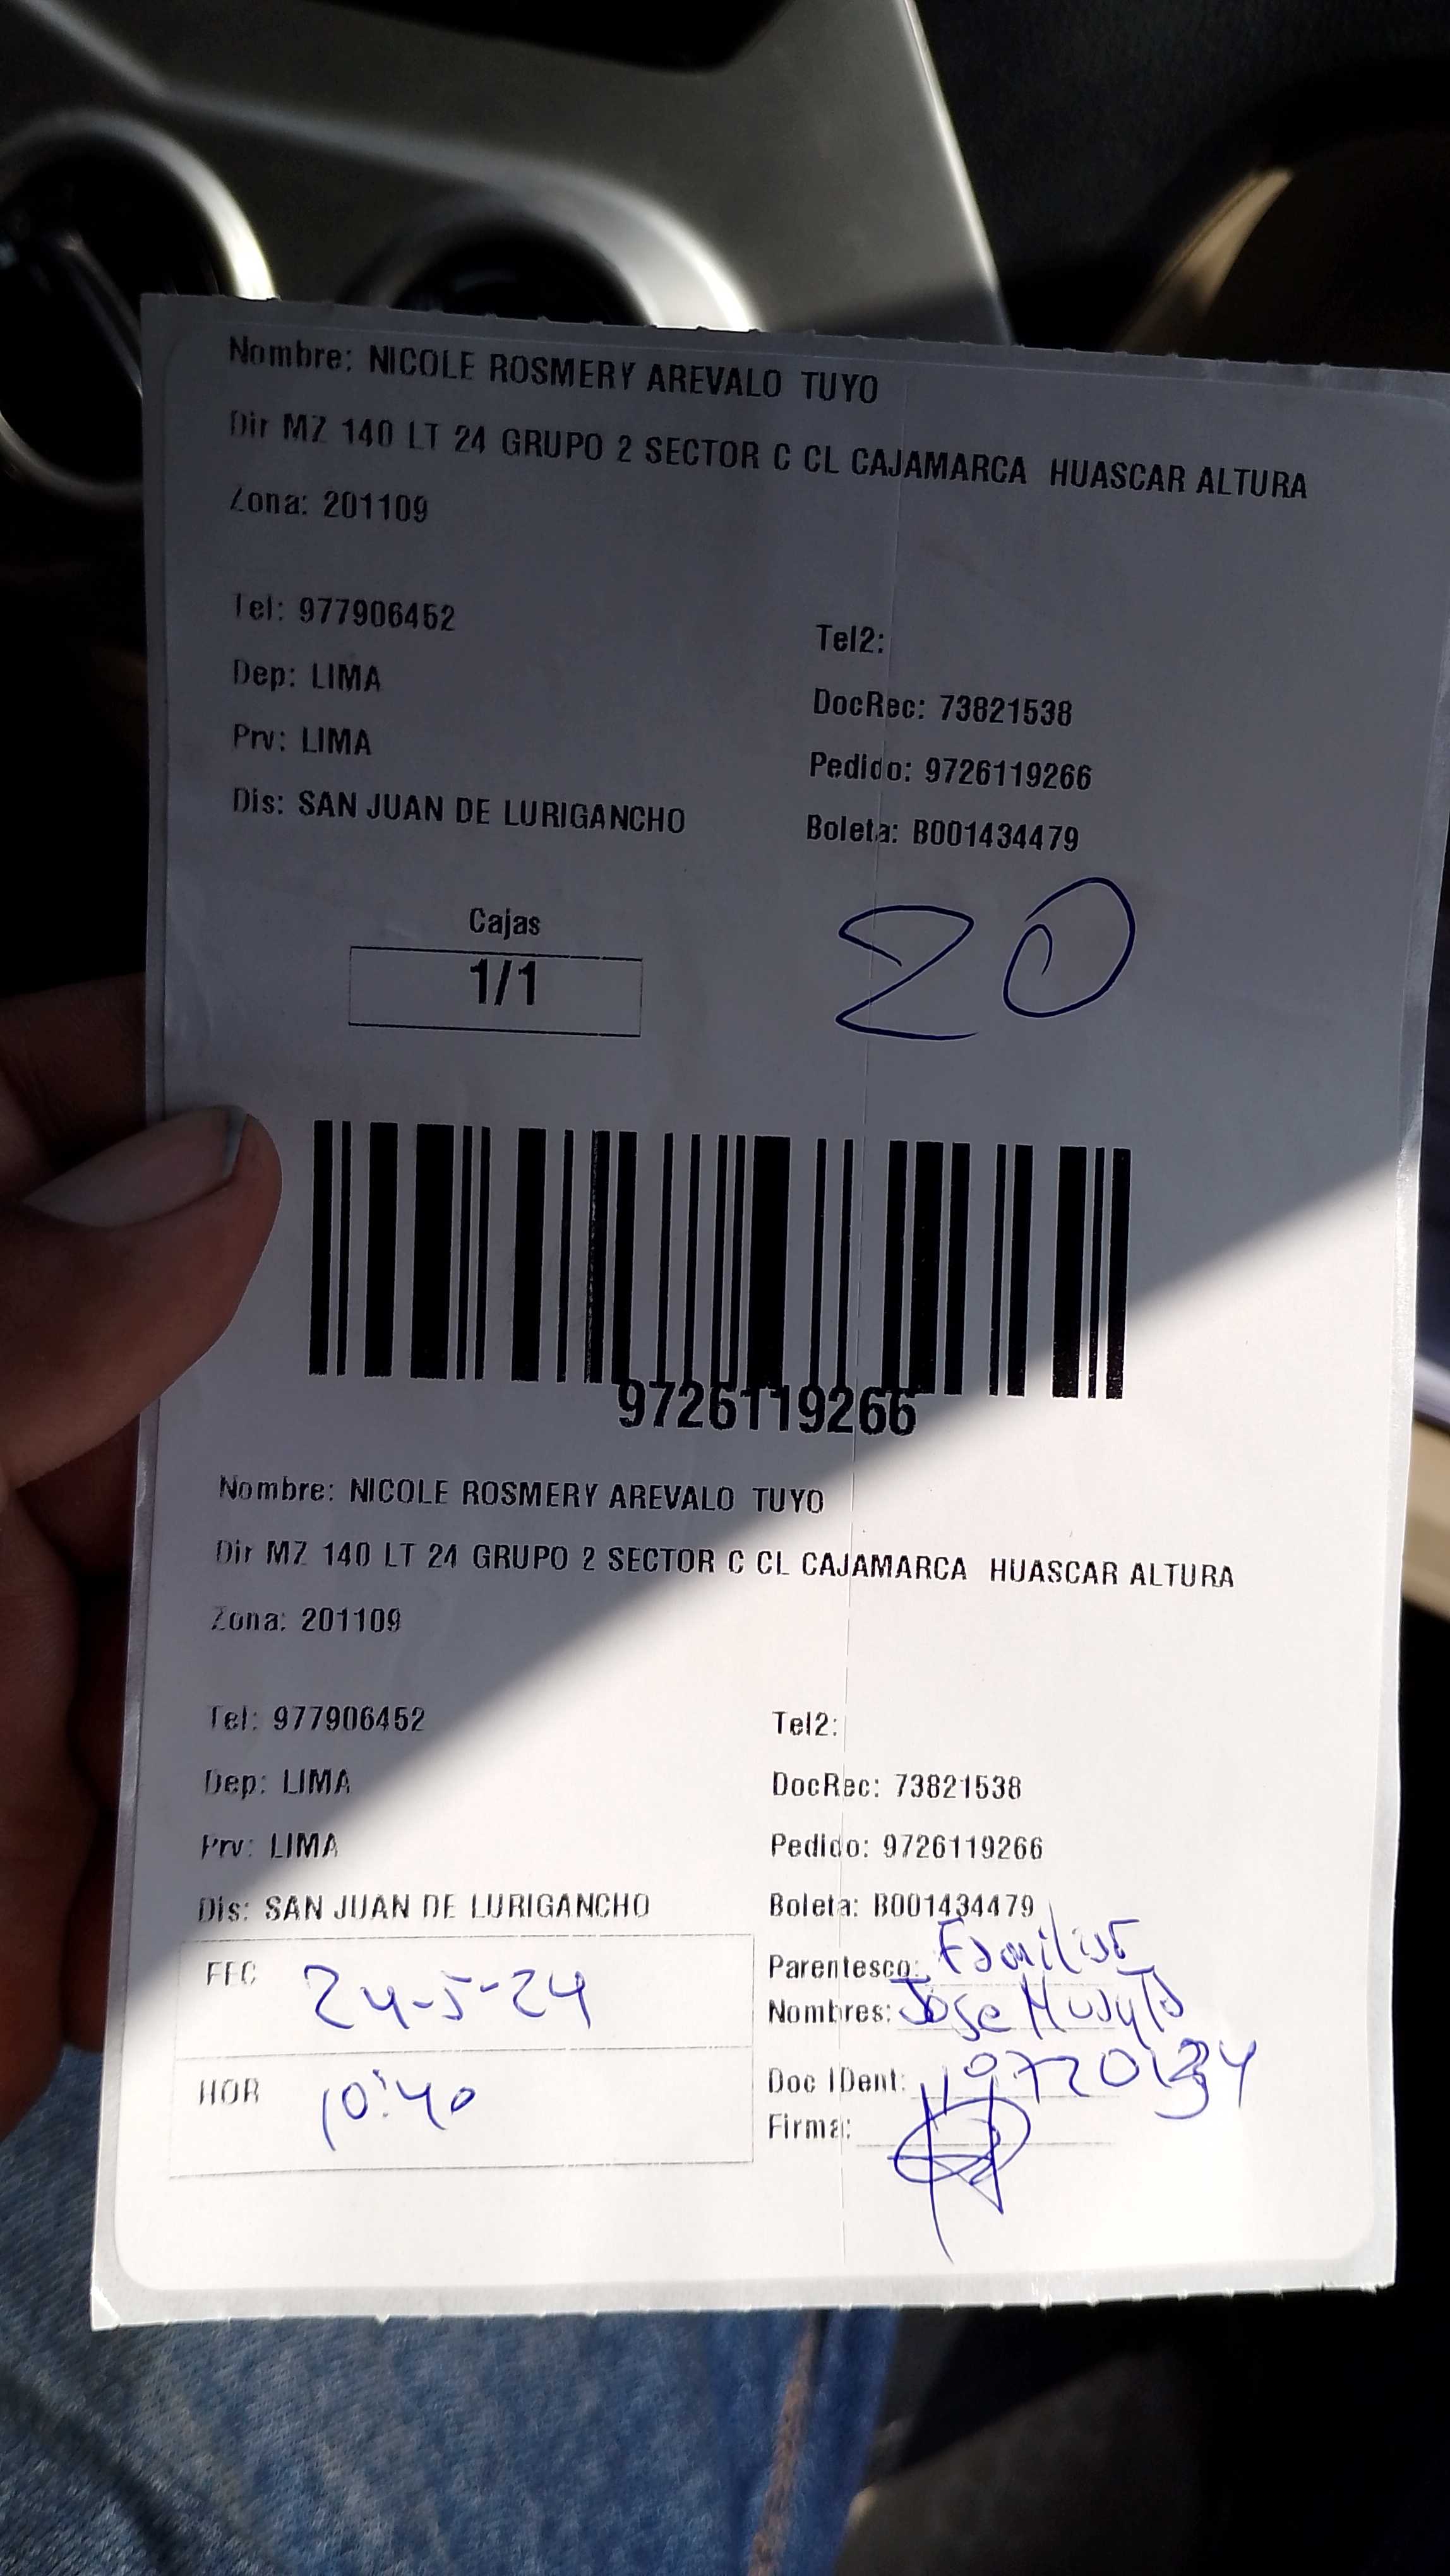 Nombre: NICOLE ROSMERY AREVALO TUYO
Dir MZ 140 LT 24 GRUPO 2 SECTOR C CL CAJAMARCA HUASCAR ALTURA
Zona: 201109
Tel: 977906452
Tel2:
Dep: LIMA
DocRec: 73821538
Prv: LIMA
Pedido: 9726119266
Dis: SAN JUAN DE LURIGANCHO
Boleta: B001434479
Cajas
1/1
20
9726119266
Nombre: NICOLE ROSMERY AREVALO TUYO
Dir MZ 140 LT 24 GRUPO 2 SECTOR C CL CAJAMARCA HUASCAR ALTURA
Zona: 201109
Tel: 977906452
Tel2:
Dep: LIMA
DocRec: 73821538
Prv: LIMA
Pedido: 9726119266
Dis: SAN JUAN DE LURIGANCHO
Boleta: B001434479
FEC 24-5-24
Parentesco: Familiar
Nombres: Jose
HOR 10:40
Doc IDent:
Firma: